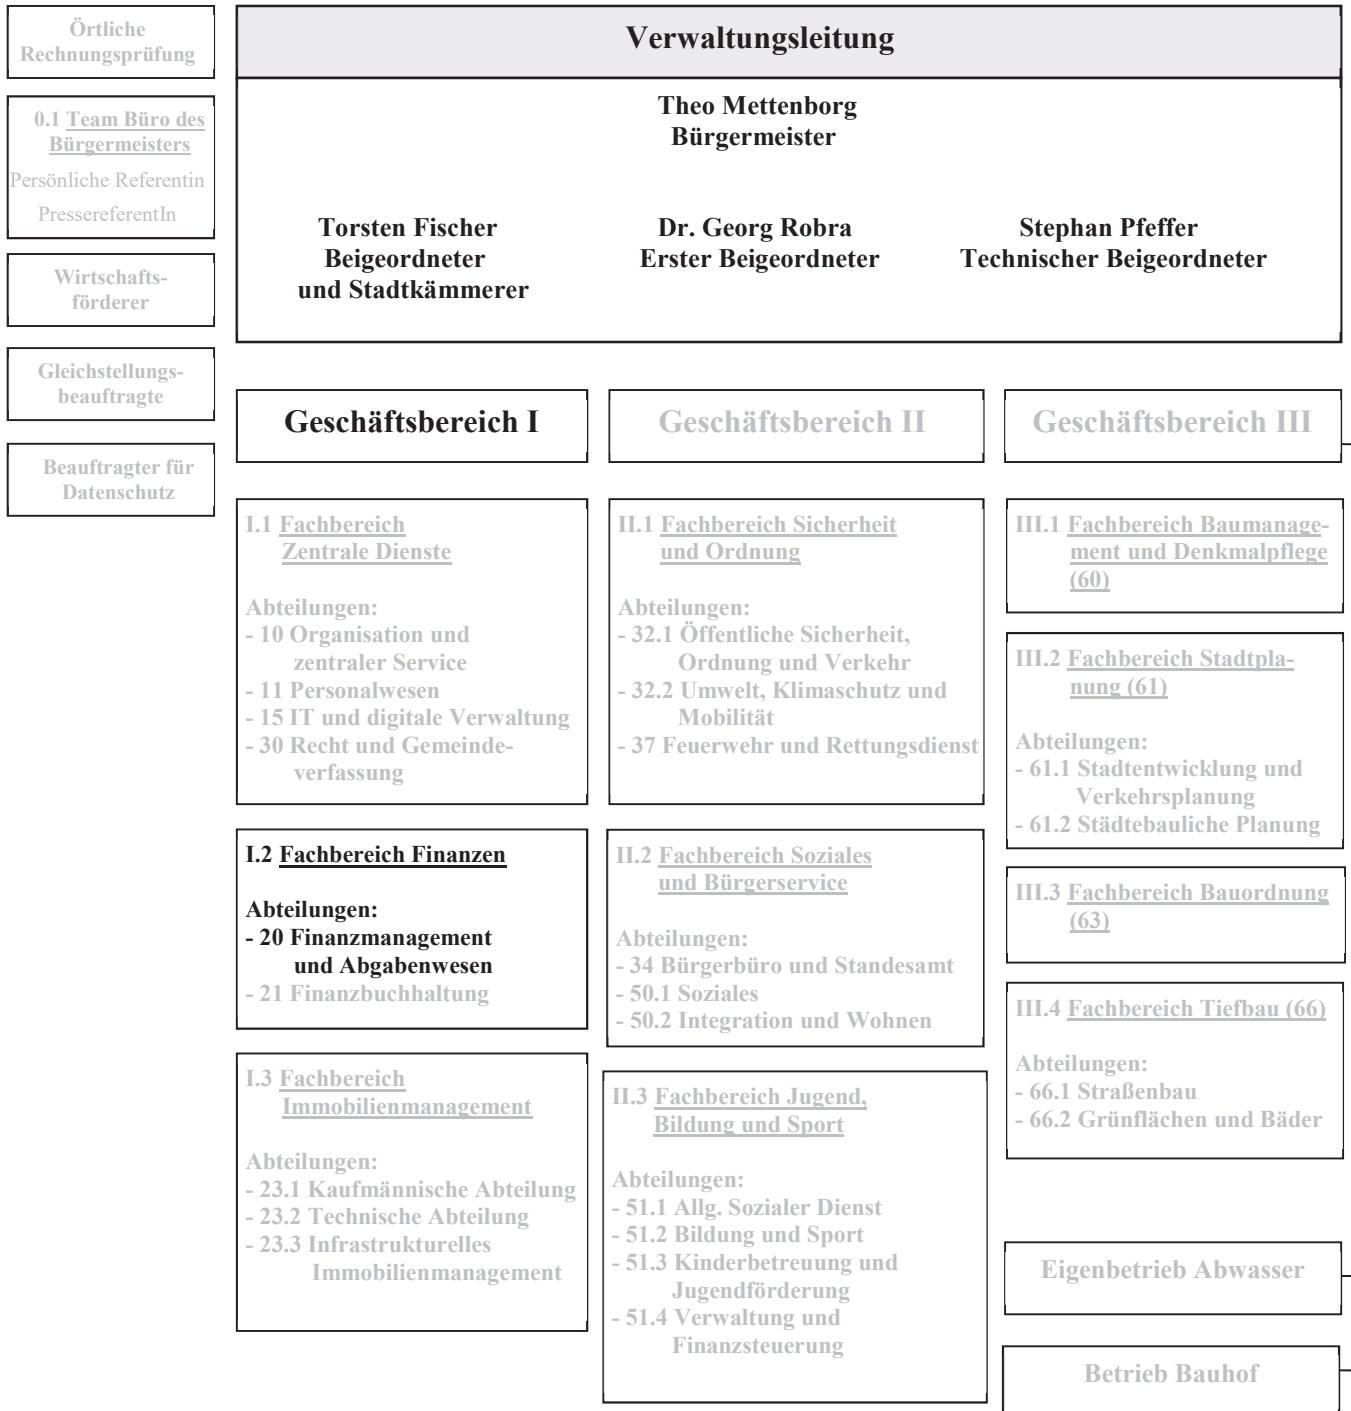 Örtliche
Rechnungsprüfung
0.1 Team Büro des
Bürgermeisters
Persönliche Referentin
PressereferentIn
Wirtschafts-
förderer
Gleichstellungs-
beauftragte
Beauftragter für
Datenschutz
Verwaltungsleitung
Theo Mettenborg
Bürgermeister
Torsten Fischer
Beigeordneter
und Stadtkämmerer
Dr. Georg Robra
Erster Beigeordneter
Stephan Pfeffer
Technischer Beigeordneter
Geschäftsbereich I
I.1 Fachbereich
Zentrale Dienste
Abteilungen:
- 10 Organisation und
zentraler Service
- 11 Personalwesen
- 15 IT und digitale Verwaltung
- 30 Recht und Gemeinde-
verfassung
I.2 Fachbereich Finanzen
Abteilungen:
- 20 Finanzmanagement
und Abgabenwesen
- 21 Finanzbuchhaltung
I.3 Fachbereich
Immobilienmanagement
Abteilungen:
- 23.1 Kaufmännische Abteilung
- 23.2 Technische Abteilung
- 23.3 Infrastrukturelles
Immobilienmanagement
Geschäftsbereich II
II.1 Fachbereich Sicherheit
und Ordnung
Abteilungen:
- 32.1 Öffentliche Sicherheit,
Ordnung und Verkehr
- 32.2 Umwelt, Klimaschutz und
Mobilität
- 37 Feuerwehr und Rettungsdienst
II.2 Fachbereich Soziales
und Bürgerservice
Abteilungen:
- 34 Bürgerbüro und Standesamt
- 50.1 Soziales
- 50.2 Integration und Wohnen
II.3 Fachbereich Jugend,
Bildung und Sport
Abteilungen:
- 51.1 Allg. Sozialer Dienst
- 51.2 Bildung und Sport
- 51.3 Kinderbetreuung und
Jugendförderung
- 51.4 Verwaltung und
Finanzsteuerung
Geschäftsbereich III
III.1 Fachbereich Baumanage-
ment und Denkmalpflege
(60)
III.2 Fachbereich Stadtpla-
nung (61)
Abteilungen:
- 61.1 Stadtentwicklung und
Verkehrsplanung
- 61.2 Städtebauliche Planung
III.3 Fachbereich Bauordnung
(63)
III.4 Fachbereich Tiefbau (66)
Abteilungen:
- 66.1 Straßenbau
- 66.2 Grünflächen und Bäder
Eigenbetrieb Abwasser
Betrieb Bauhof